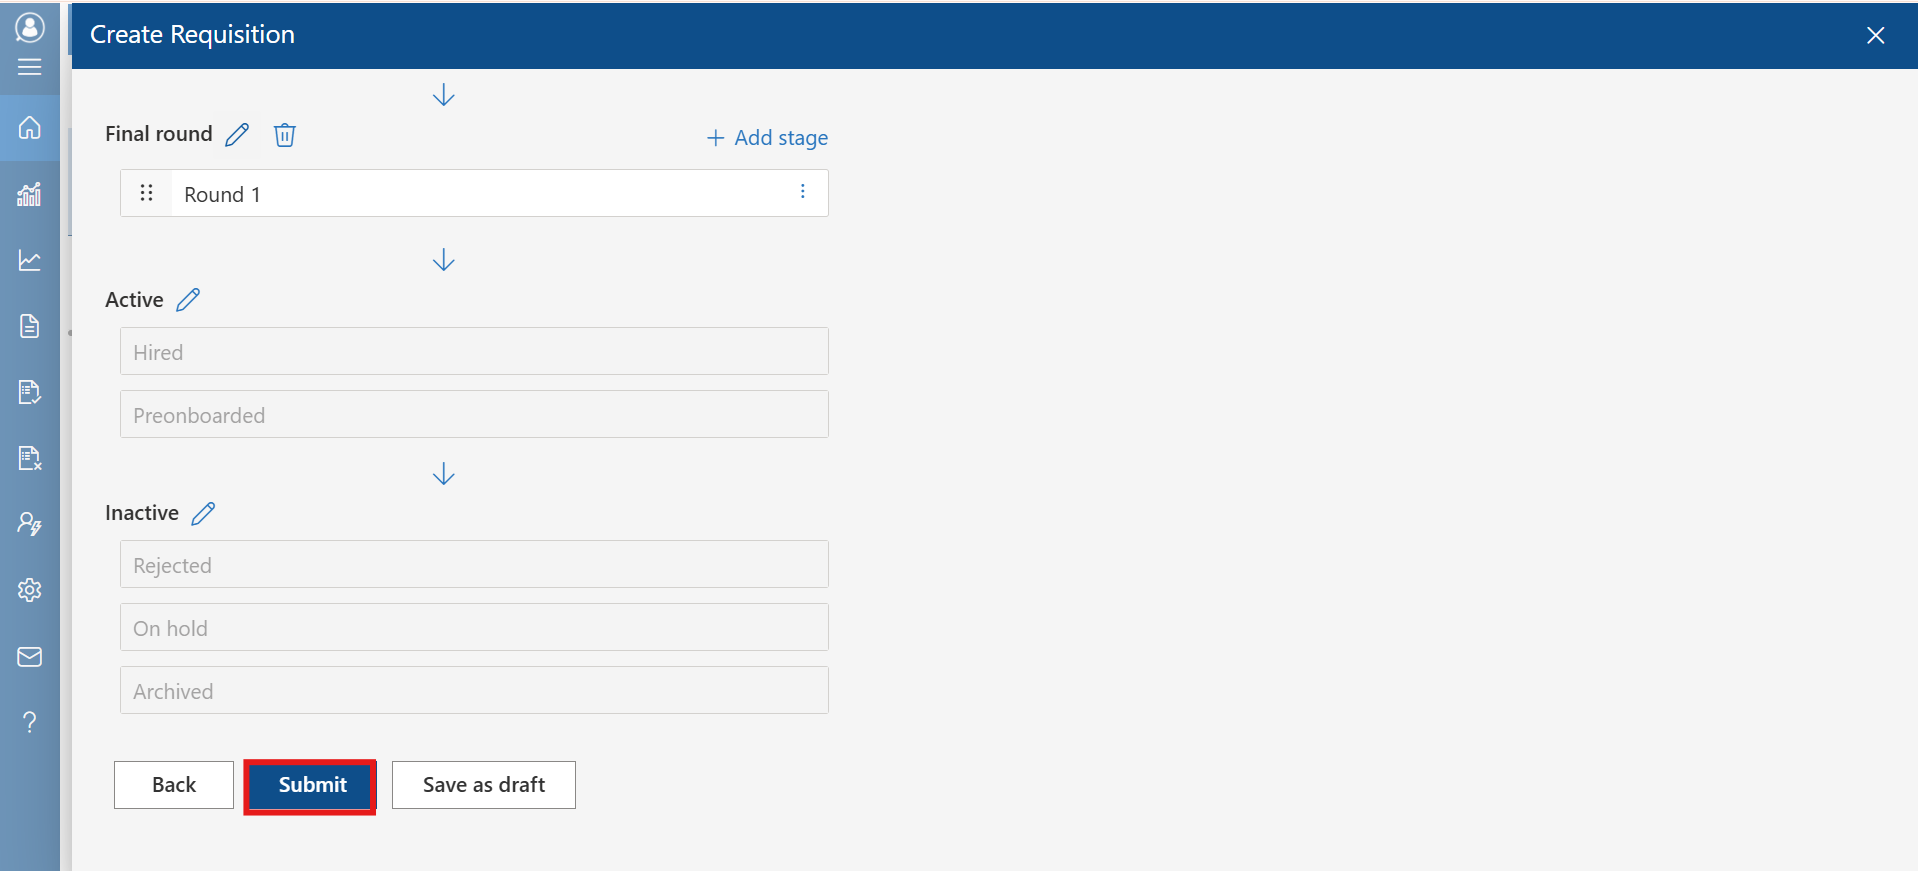 Create Requisition
Final round
Add stage
Round 1
Active
Hired
Preonboarded
Inactive
Rejected
On hold
Archived
Back
Submit
Save as draft